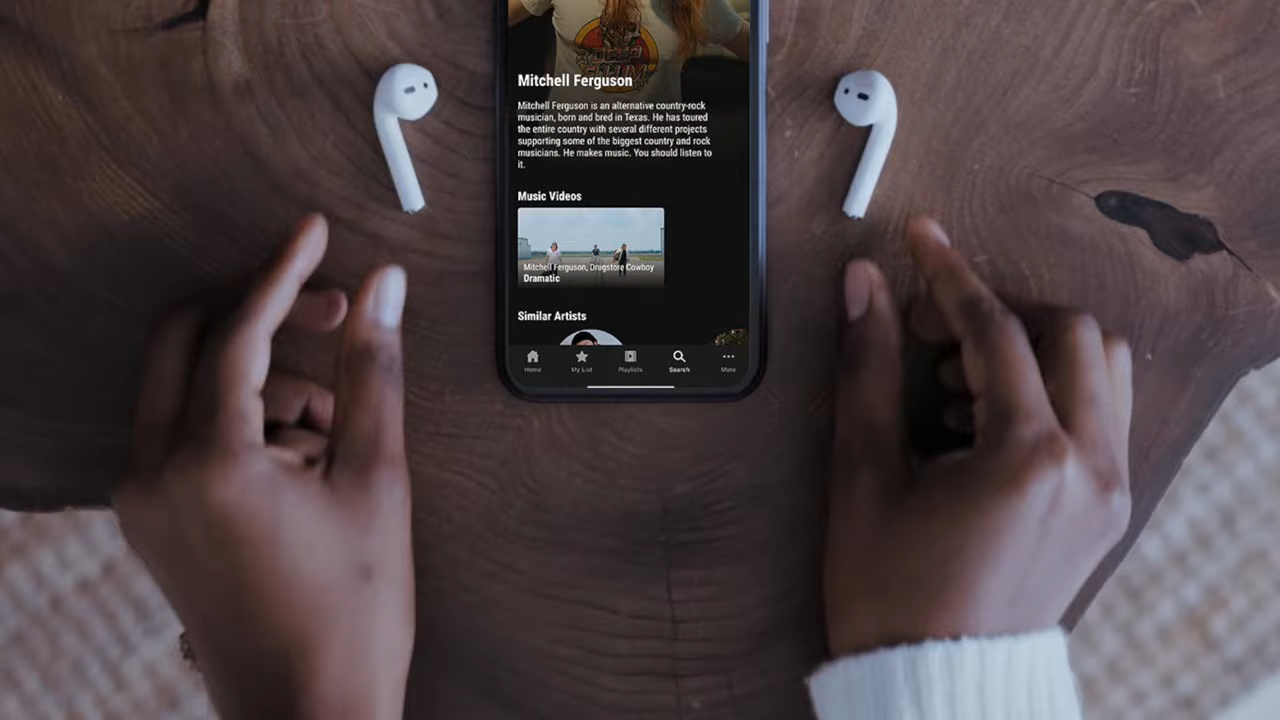 Mitchell Ferguson
Mitchell Ferguson is an alternative country-rock
musician, born and bred in Texas. He has toured
the entire country with several different projects
supporting some of the biggest country and rock
musicians. He makes music. You should listen to
it.
Music Videos
Mitchell Ferguson, Drugstore Cowboy
Dramatic
Similar Artists
Home
My List
Playlists
Search
More